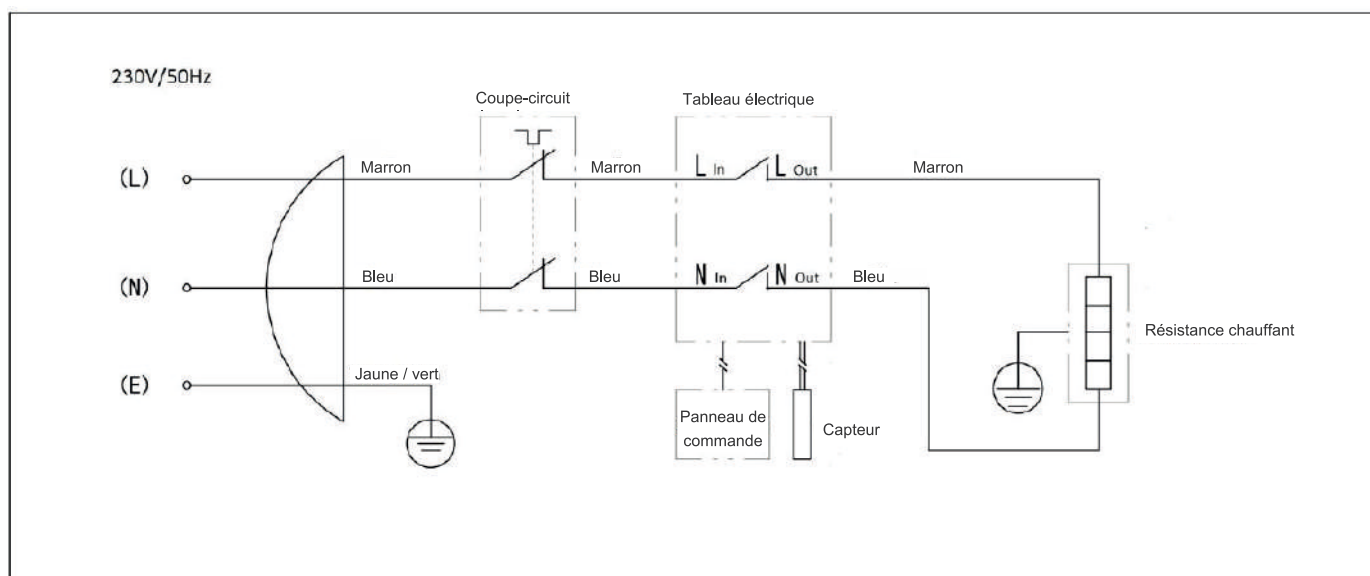 230V/50Hz
Coupe-circuit
Tableau électrique
(L)
Marron
Marron
L In
L Out
Marron
(N)
Bleu
Bleu
N In
N Out
Bleu
Résistance chauffant
(E)
Jaune / vert
Panneau de
commande
Capteur